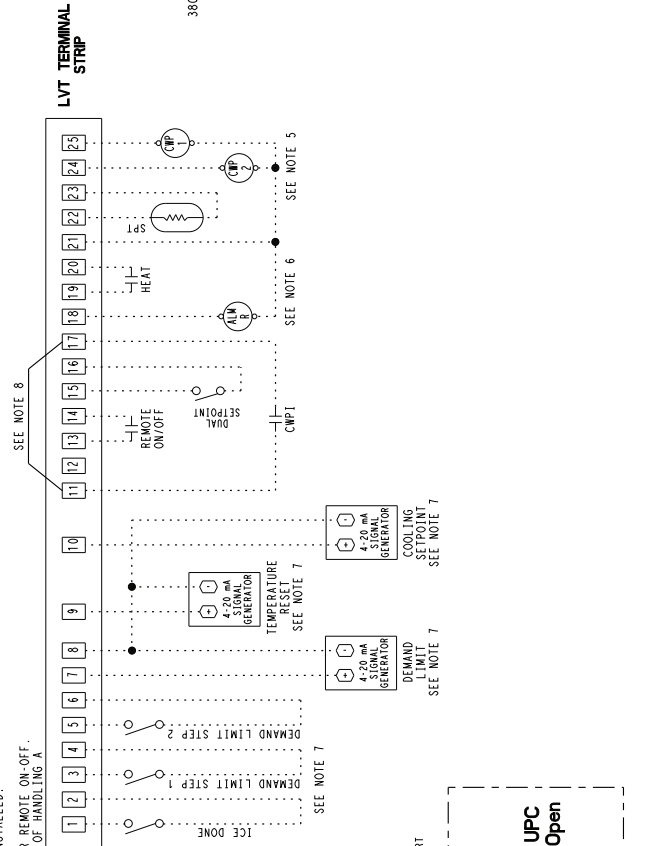 380
LVT TERMINAL
STRIP
25
24
23
22
21
20
19
18
17
16
15
14
13
12
11
10
9
8
7
6
5
4
3
2
1
CWP
1
CWP
2
SEE NOTE 5
SPT
HEAT
ALM
R
SEE NOTE 6
SEE NOTE 8
DUAL
SETPOINT
REMOTE
ON/OFF
CWPI
+
-
4-20 mA
SIGNAL
GENERATOR
COOLING
SETPOINT
SEE NOTE 7
+
-
4-20 mA
SIGNAL
GENERATOR
TEMPERATURE
RESET
SEE NOTE 7
+
-
4-20 mA
SIGNAL
GENERATOR
DEMAND
LIMIT
SEE NOTE 7
DEMAND LIMIT STEP 2
DEMAND LIMIT STEP 1
SEE NOTE 7
ICE DONE
R REMOTE ON-OFF.
OF HANDLING A
UPC
Open